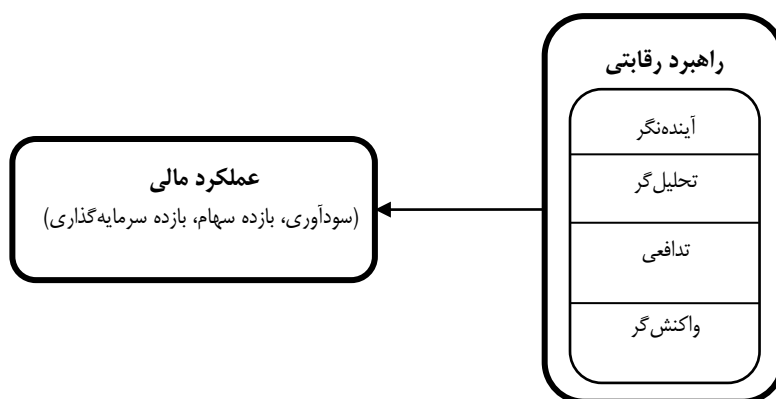 راهبرد رقابتی
آینده‌نگر
تحلیل‌گر
تدافعی
واکنش‌گر
عملکرد مالی
(سودآوری، بازده سهام، بازده سرمایه‌گذاری)